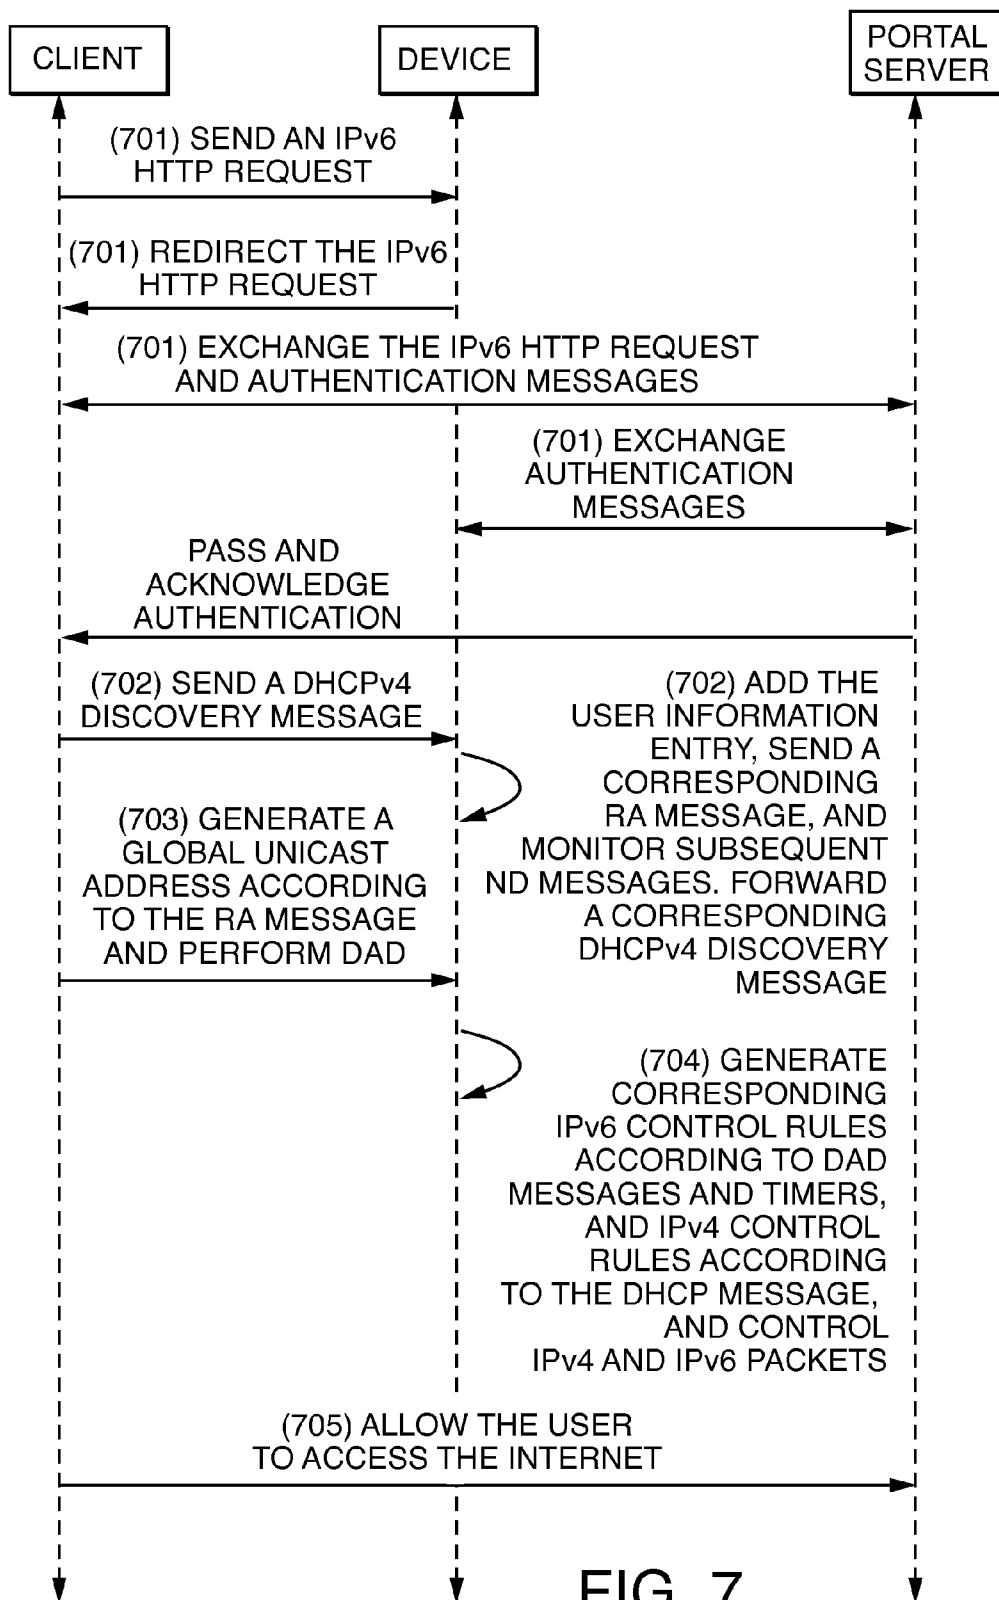 CLIENT
DEVICE
PORTAL
SERVER
(701) SEND AN IPv6
HTTP REQUEST
(701) REDIRECT THE IPv6
HTTP REQUEST
(701) EXCHANGE THE IPv6 HTTP REQUEST
AND AUTHENTICATION MESSAGES
(701) EXCHANGE
AUTHENTICATION
MESSAGES
PASS AND
ACKNOWLEDGE
AUTHENTICATION
(702) SEND A DHCPv4
DISCOVERY MESSAGE
(702) ADD THE
USER INFORMATION
ENTRY, SEND A
CORRESPONDING
RA MESSAGE, AND
MONITOR SUBSEQUENT
ND MESSAGES. FORWARD
A CORRESPONDING
DHCPv4 DISCOVERY
MESSAGE
(703) GENERATE A
GLOBAL UNICAST
ADDRESS ACCORDING
TO THE RA MESSAGE
AND PERFORM DAD
(704) GENERATE
CORRESPONDING
IPv6 CONTROL RULES
ACCORDING TO DAD
MESSAGES AND TIMERS,
AND IPv4 CONTROL
RULES ACCORDING
TO THE DHCP MESSAGE,
AND CONTROL
IPv4 AND IPv6 PACKETS
(705) ALLOW THE USER
TO ACCESS THE INTERNET
FIG. 7